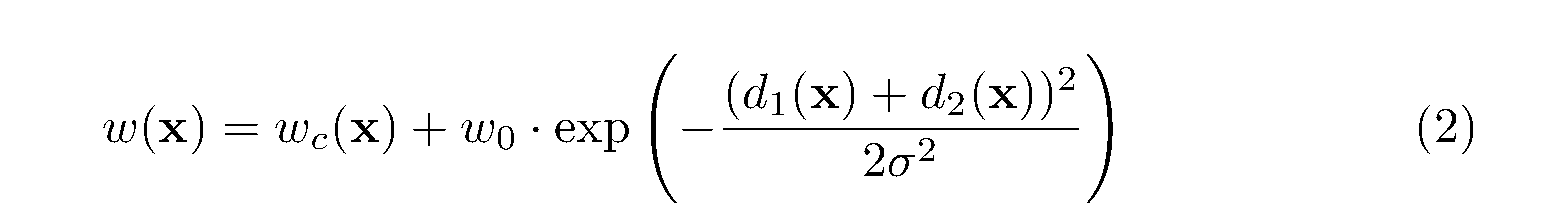 w(𝐱) = w_c(𝐱) + w_0 · exp(−(d_1(𝐱) + d_2(𝐱))^2 / 2σ^2) (2)